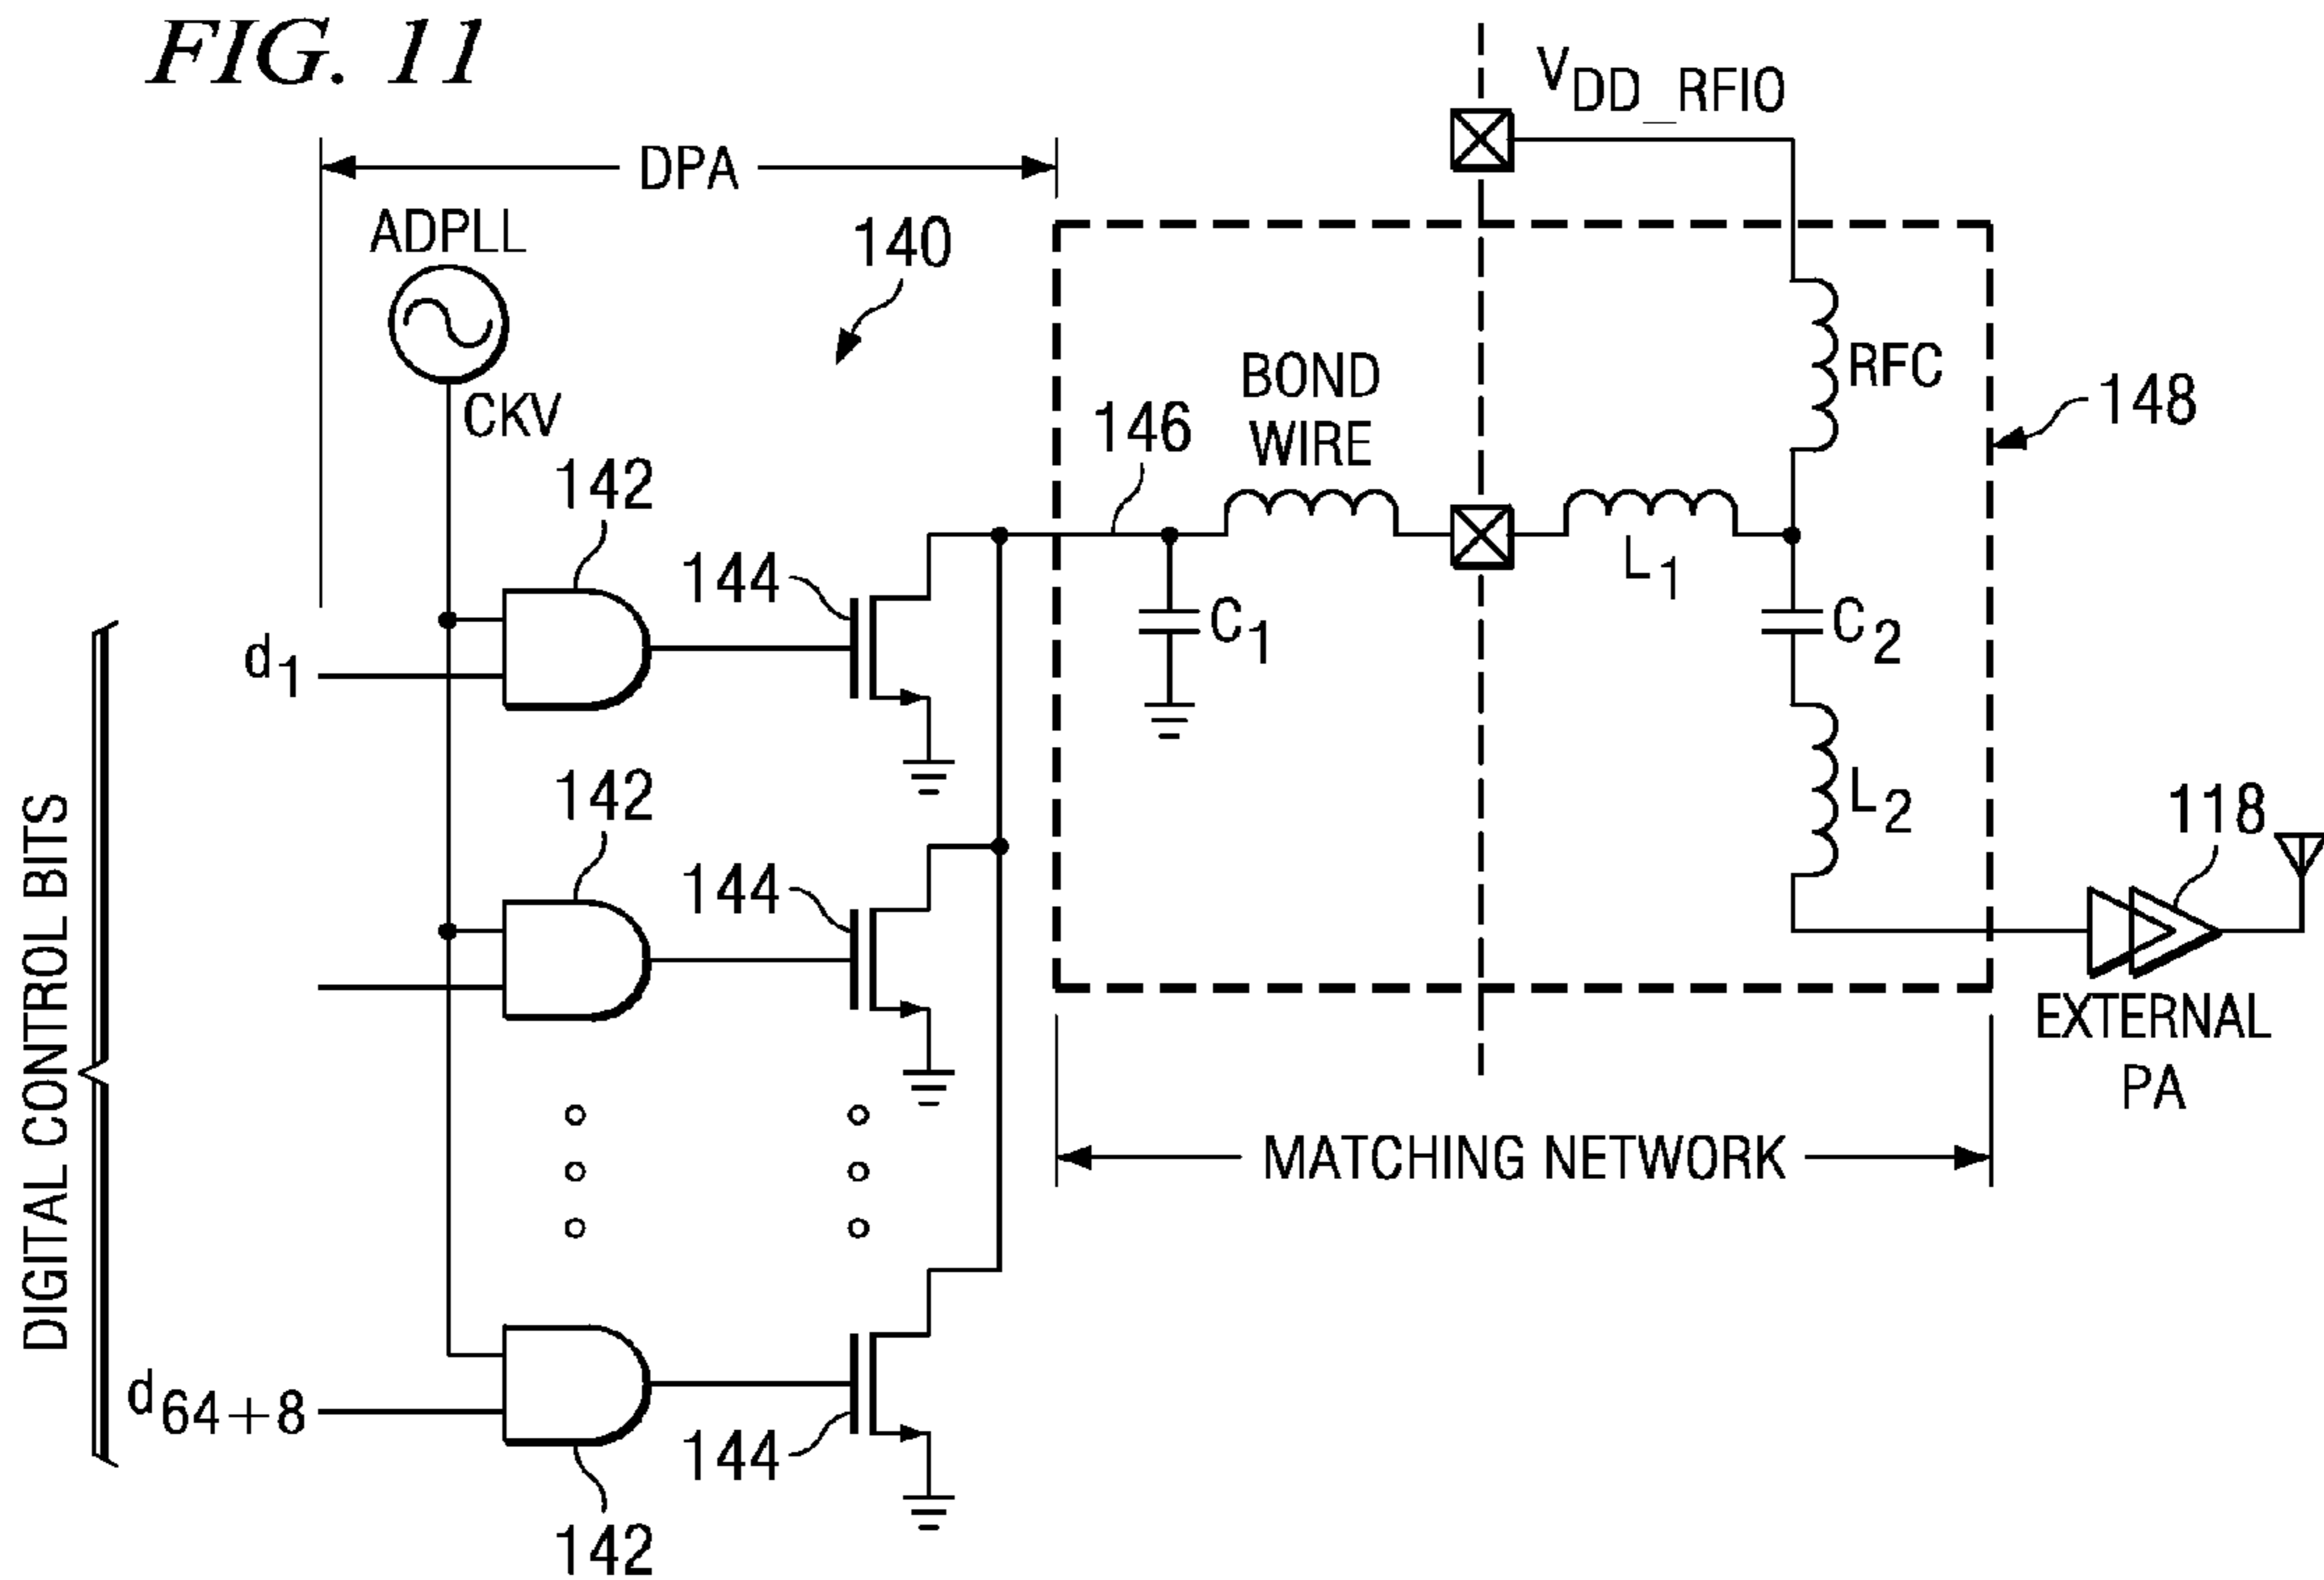 FIG. 11
VDD_RFIO
DPA
ADPLL
140
CKV
BOND
WIRE
RFC
148
146
142
144
L1
d1
C1
C2
142
144
L2
118
DIGITAL CONTROL BITS
EXTERNAL
PA
MATCHING NETWORK
d64+8
144
142